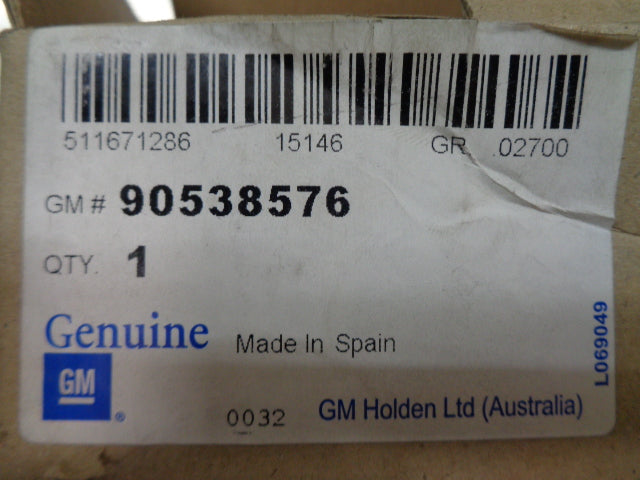 511671286 15146 GR .02700
GM # 90538576
QTY. 1
Genuine Made In Spain
GM ®
0032 GM Holden Ltd (Australia)
L069049